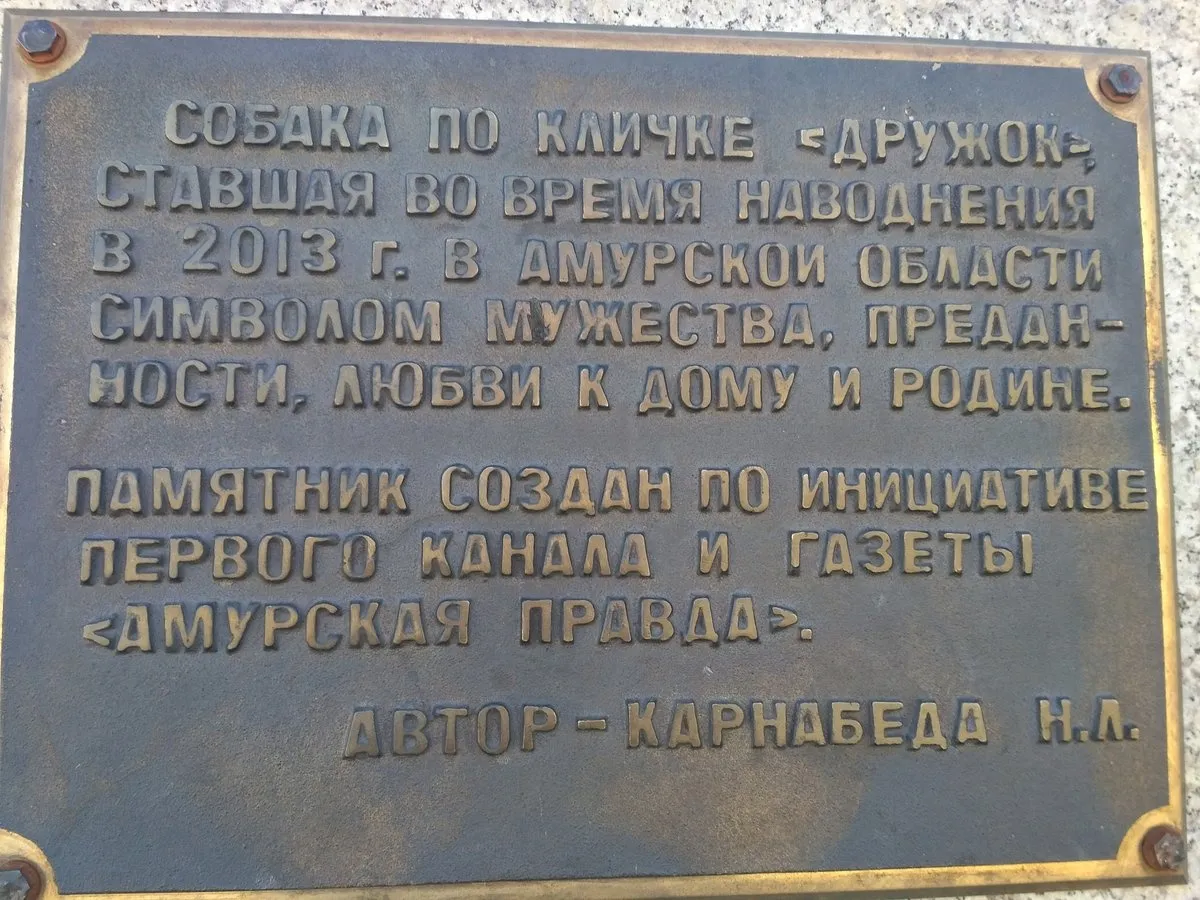 СОБАКА ПО КЛИЧКЕ <ДРУЖОК>,
СТАВШАЯ ВО ВРЕМЯ НАВОДНЕНИЯ
В 2013 г. В АМУРСКОЙ ОБЛАСТИ
СИМВОЛОМ МУЖЕСТВА, ПРЕДАН-
НОСТИ, ЛЮБВИ К ДОМУ И РОДИНЕ.
ПАМЯТНИК СОЗДАН ПО ИНИЦИАТИВЕ
ПЕРВОГО КАНАЛА И ГАЗЕТЫ
<АМУРСКАЯ ПРАВДА>.
АВТОР - КАРНАБЕДА Н.Л.